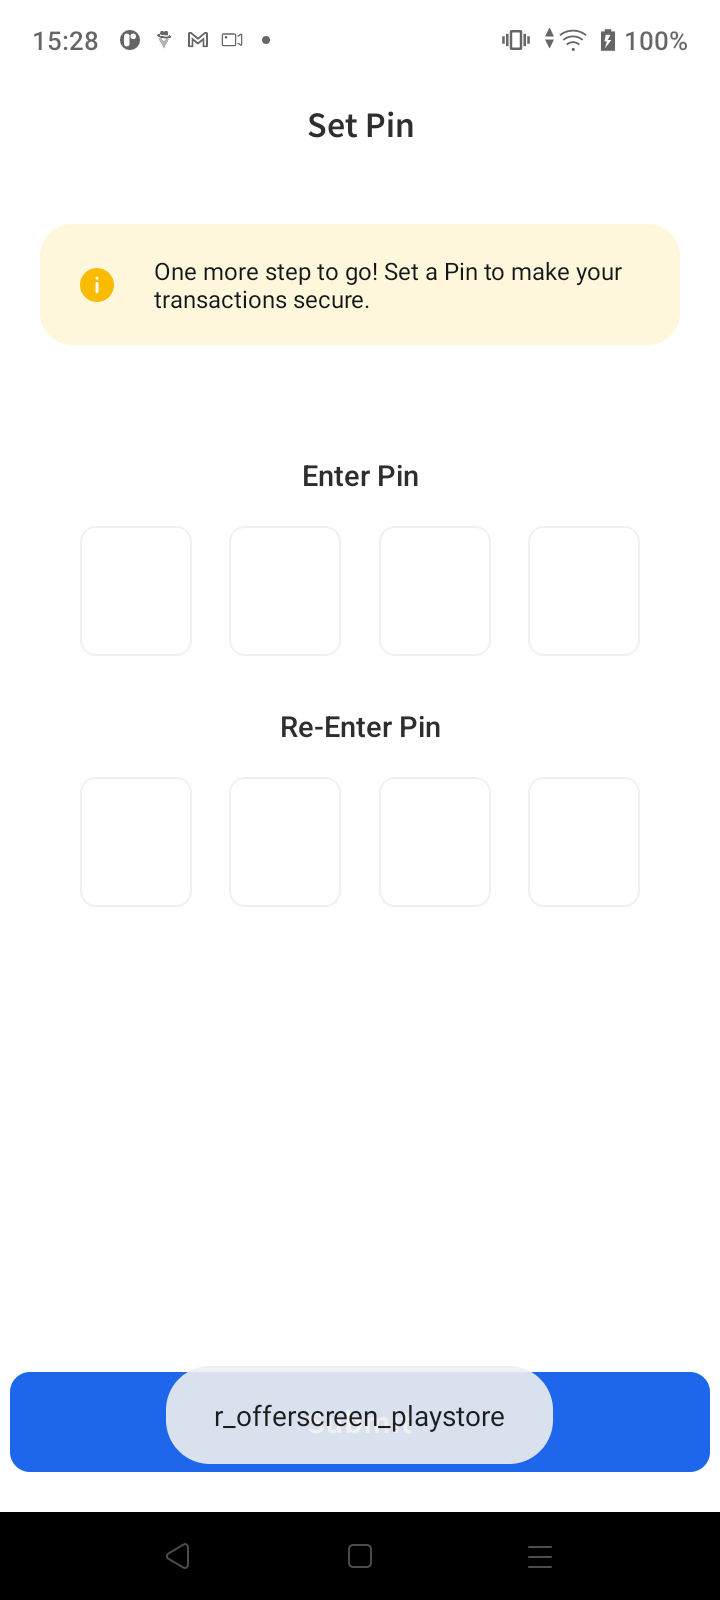 15:28
100%
Set Pin
One more step to go! Set a Pin to make your
transactions secure.
Enter Pin
Re-Enter Pin
r_offerscreen_playstore